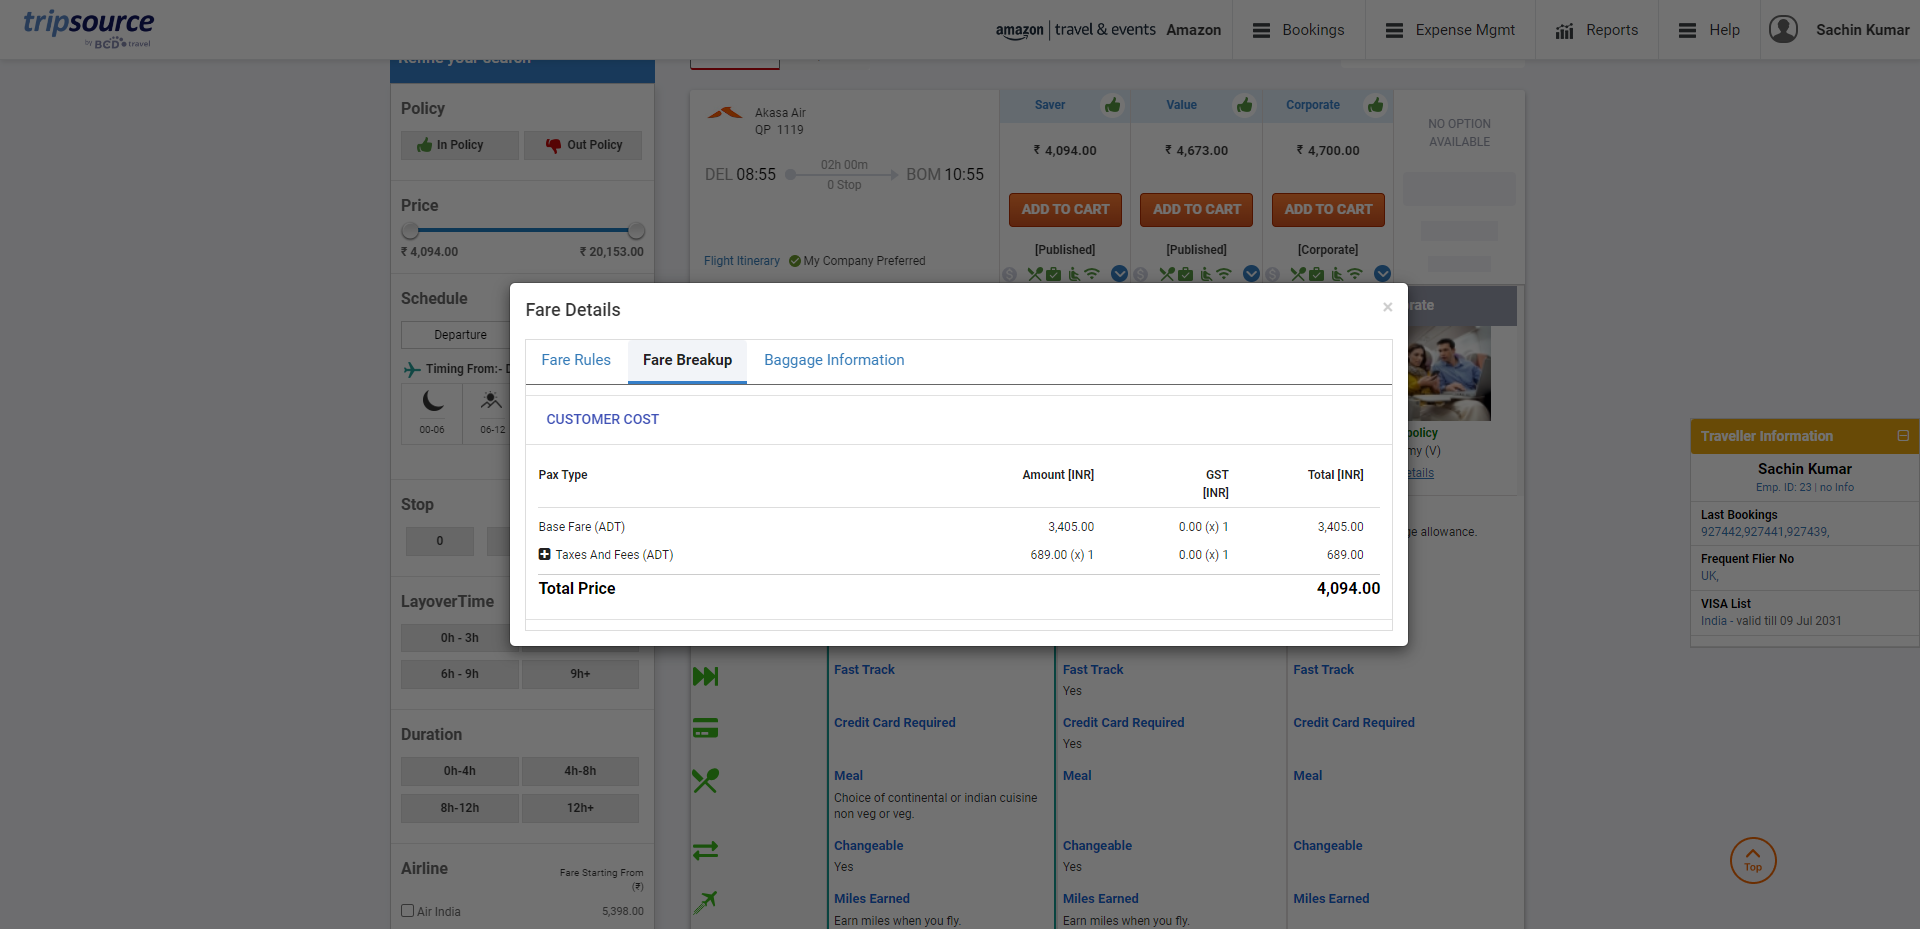 tripsource
by BCD travel
amazon | travel & events Amazon
Bookings
Expense Mgmt
Reports
Help
Sachin Kumar
Refine your Search
Policy
In Policy
Out Policy
Price
₹ 4,094.00
₹ 20,153.00
Schedule
Departure
Timing From:- D
00-06
06-12
Stop
0
LayoverTime
0h - 3h
6h - 9h
9h+
Duration
0h-4h
4h-8h
8h-12h
12h+
Airline
Fare Starting From
(₹)
Air India
5,398.00
Akasa Air
QP 1119
DEL 08:55
02h 00m
0 Stop
BOM 10:55
Flight Itinerary
My Company Preferred
Saver
₹ 4,094.00
ADD TO CART
[Published]
Value
₹ 4,673.00
ADD TO CART
[Published]
Corporate
₹ 4,700.00
ADD TO CART
[Corporate]
NO OPTION
AVAILABLE
Fare Details
×
Fare Rules
Fare Breakup
Baggage Information
CUSTOMER COST
Pax Type
Amount [INR]
GST
[INR]
Total [INR]
Base Fare (ADT)
3,405.00
0.00 (x) 1
3,405.00
Taxes And Fees (ADT)
689.00 (x) 1
0.00 (x) 1
689.00
Total Price
4,094.00
rate
policy
my (V)
etails
ge allowance.
Fast Track
Fast Track
Yes
Fast Track
Credit Card Required
Credit Card Required
Yes
Credit Card Required
Meal
Choice of continental or indian cuisine
non veg or veg.
Meal
Meal
Changeable
Yes
Changeable
Yes
Changeable
Miles Earned
Earn miles when you fly.
Miles Earned
Earn miles when you fly.
Miles Earned
Traveller Information
Sachin Kumar
Emp. ID: 23 | no Info
Last Bookings
927442,927441,927439,
Frequent Flier No
UK,
VISA List
India - valid till 09 Jul 2031
Top